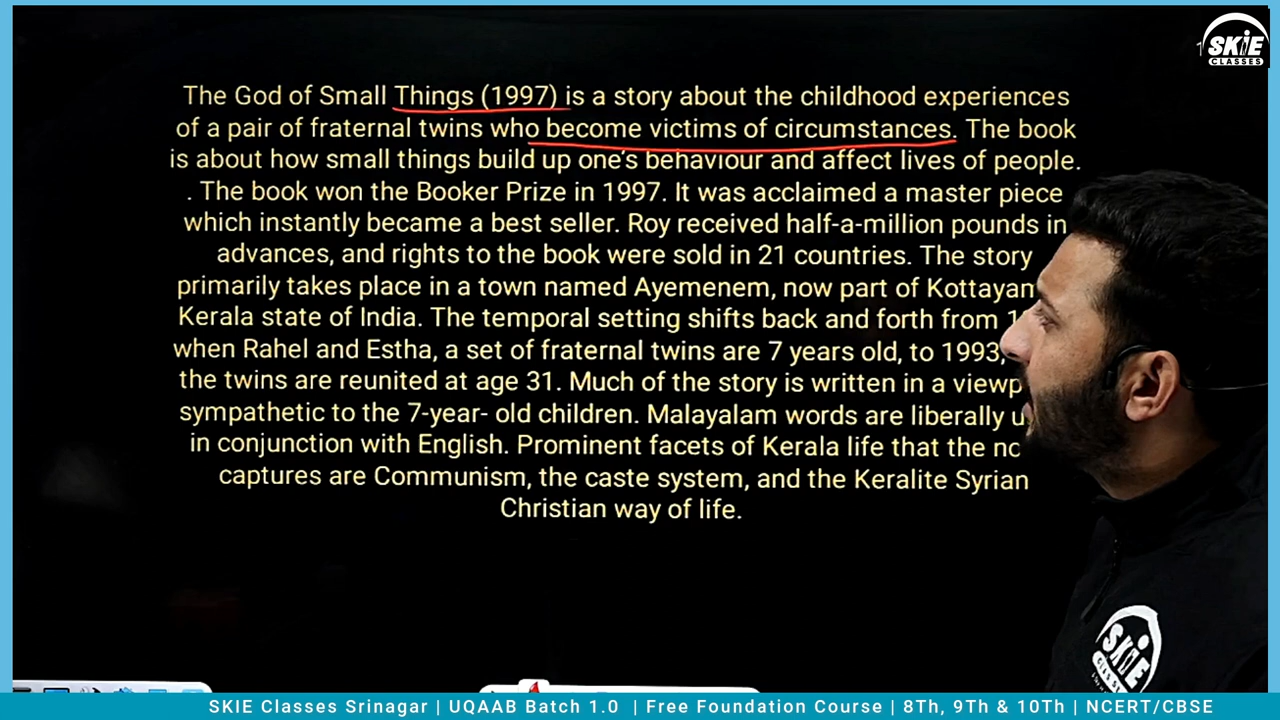 SKiE
CLASSES
The God of Small Things (1997) is a story about the childhood experiences
of a pair of fraternal twins who become victims of circumstances. The book
is about how small things build up one's behaviour and affect lives of people.
. The book won the Booker Prize in 1997. It was acclaimed a master piece
which instantly became a best seller. Roy received half-a-million pounds in
advances, and rights to the book were sold in 21 countries. The story
primarily takes place in a town named Ayemenem, now part of
Kerala state of India. The temporal setting shifts back and forth from
when Rahel and Estha, a set of fraternal twins are 7 years old, to 1993,
the twins are reunited at age 31. Much of the story is written in a
sympathetic to the 7-year- old children. Malayalam words are liberally
in conjunction with English. Prominent facets of Kerala life that the
captures are Communism, the caste system, and the Keralite Syrian
Christian way of life.
SKiE
SKIE Classes Srinagar | UQAAB Batch 1.0 | Free Foundation Course | 8Th, 9Th & 10Th | NCERT/CBSE